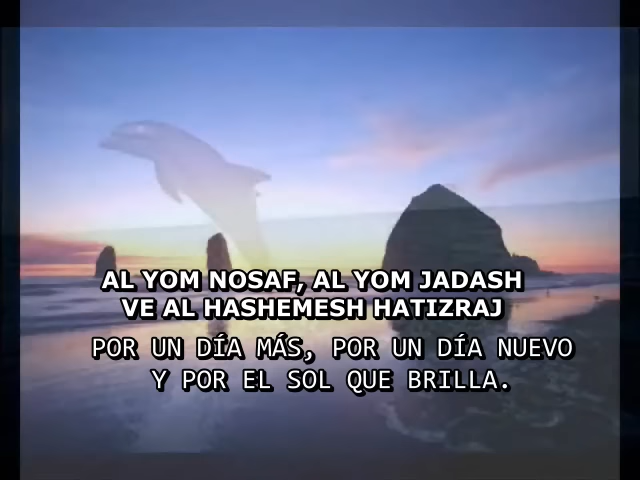 AL YOM NOSAF, AL YOM JADASH
VE AL HASHEMESH HATIZRAJ
POR UN DÍA MÁS, POR UN DÍA NUEVO
Y POR EL SOL QUE BRILLA.